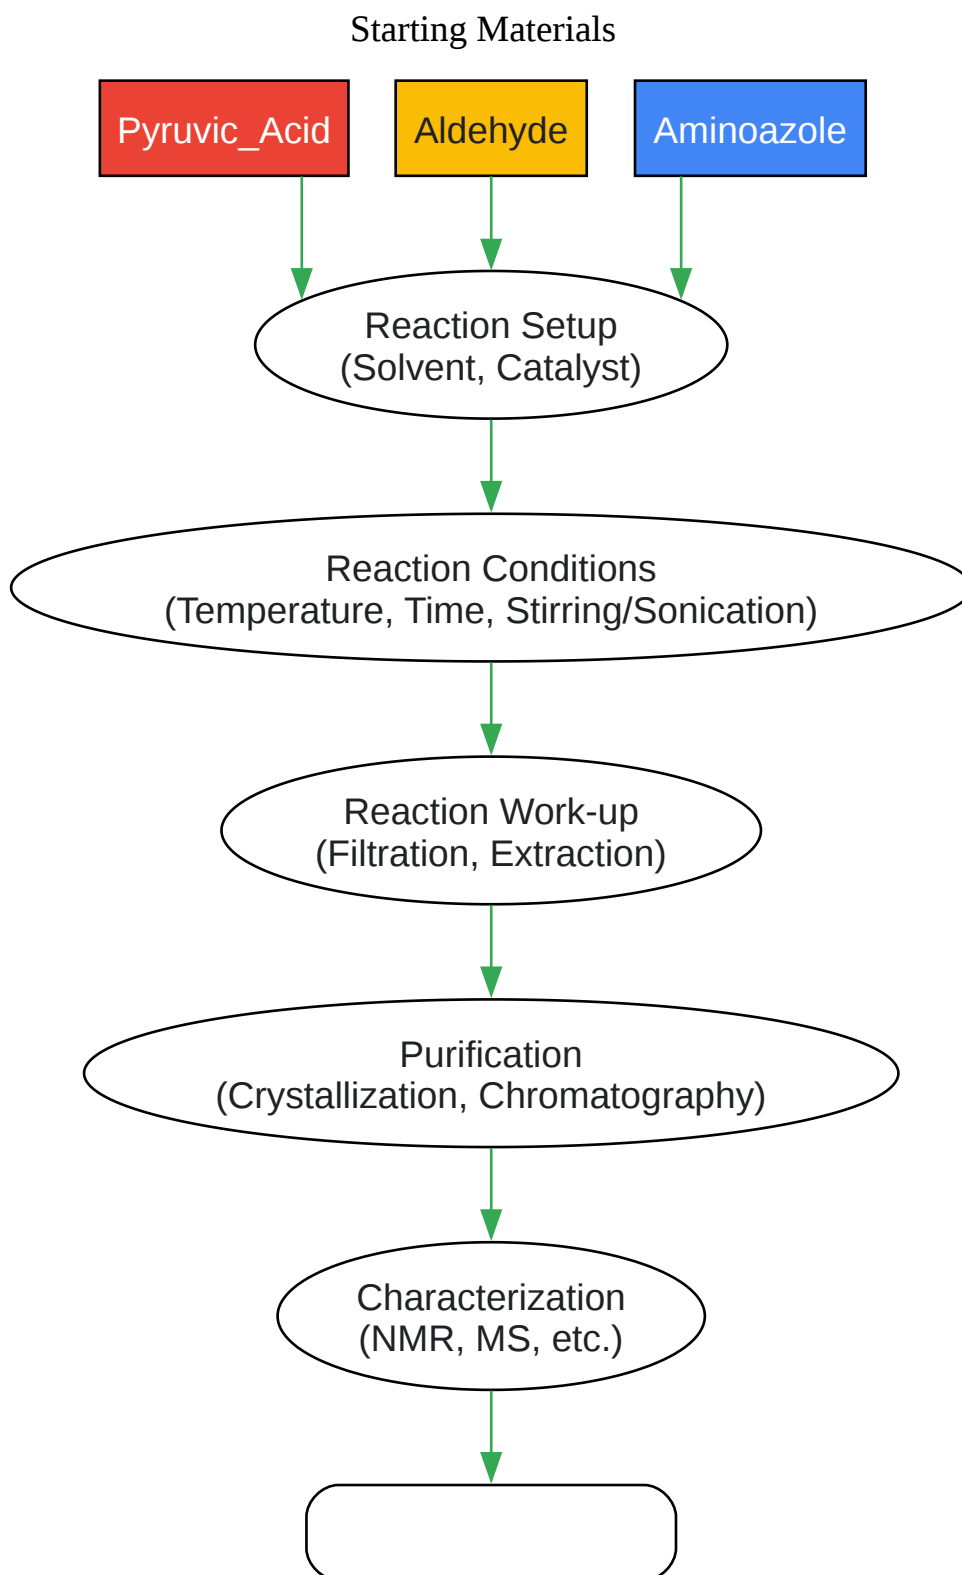 Starting Materials
Pyruvic_Acid
Aldehyde
Aminoazole
Reaction Setup
(Solvent, Catalyst)
Reaction Conditions
(Temperature, Time, Stirring/Sonication)
Reaction Work-up
(Filtration, Extraction)
Purification
(Crystallization, Chromatography)
Characterization
(NMR, MS, etc.)